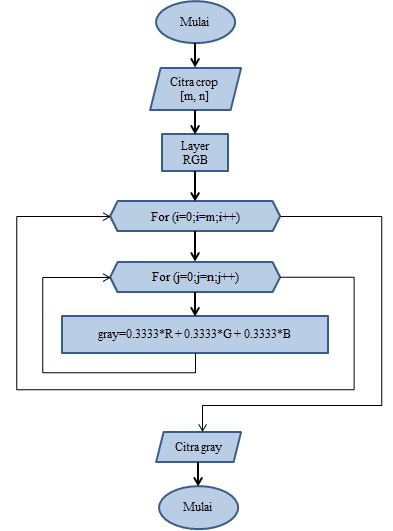 Mulai
Citra crop
[m, n]
Layer
RGB
For (i=0;i=m;i++)
For (j=0;j=n;j++)
gray=0.3333*R + 0.3333*G + 0.3333*B
Citra gray
Mulai